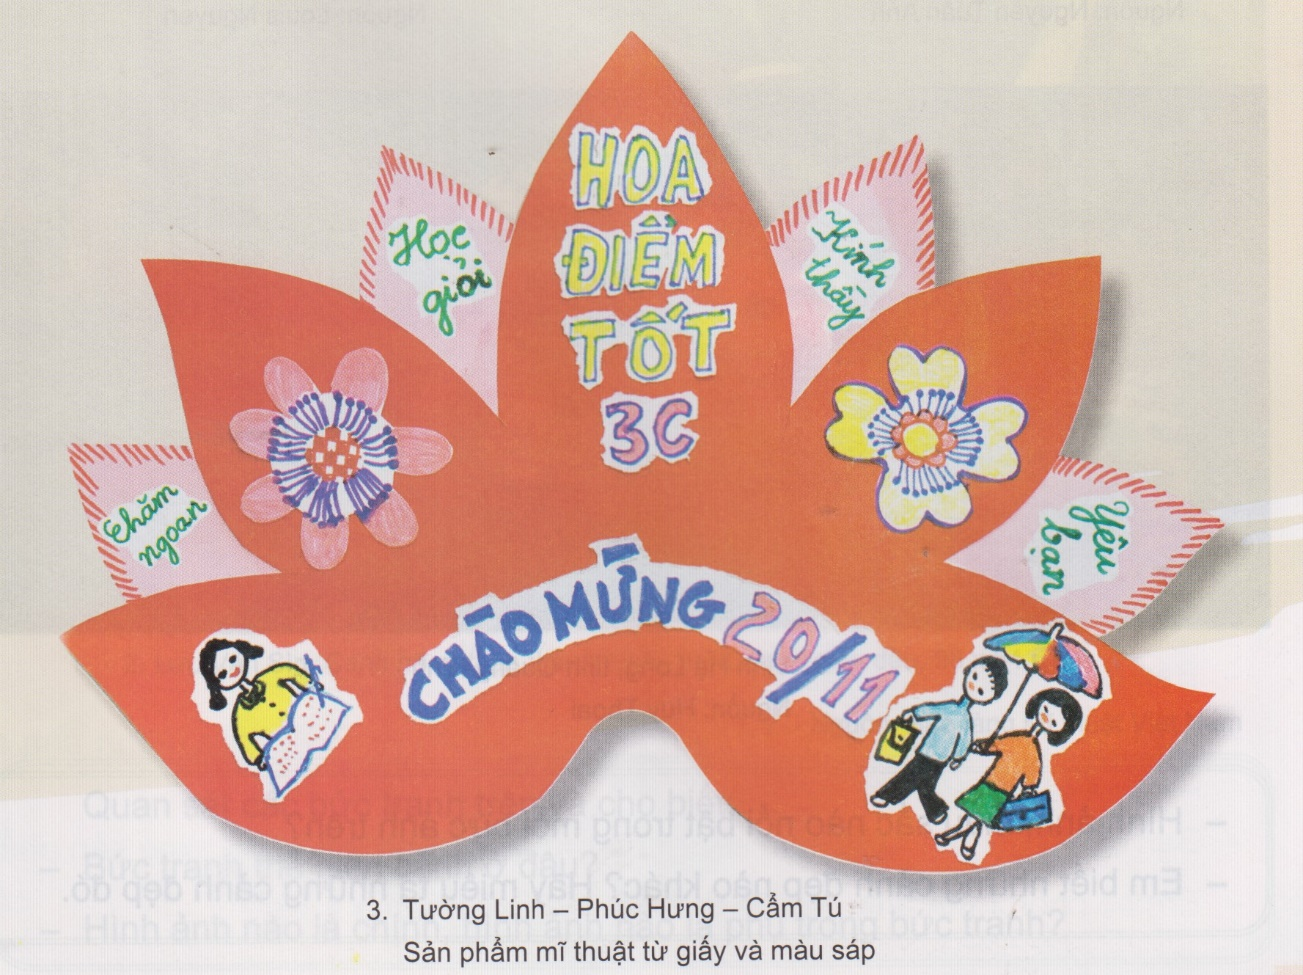 HOA
ĐIỂM
TỐT
3C
Học
giỏi
Kính
thầy
Chăm
ngoan
Yêu
bạn
CHÀO MỪNG 20/11
3. Tường Linh – Phúc Hưng – Cẩm Tú
Sản phẩm mĩ thuật từ giấy và màu sáp